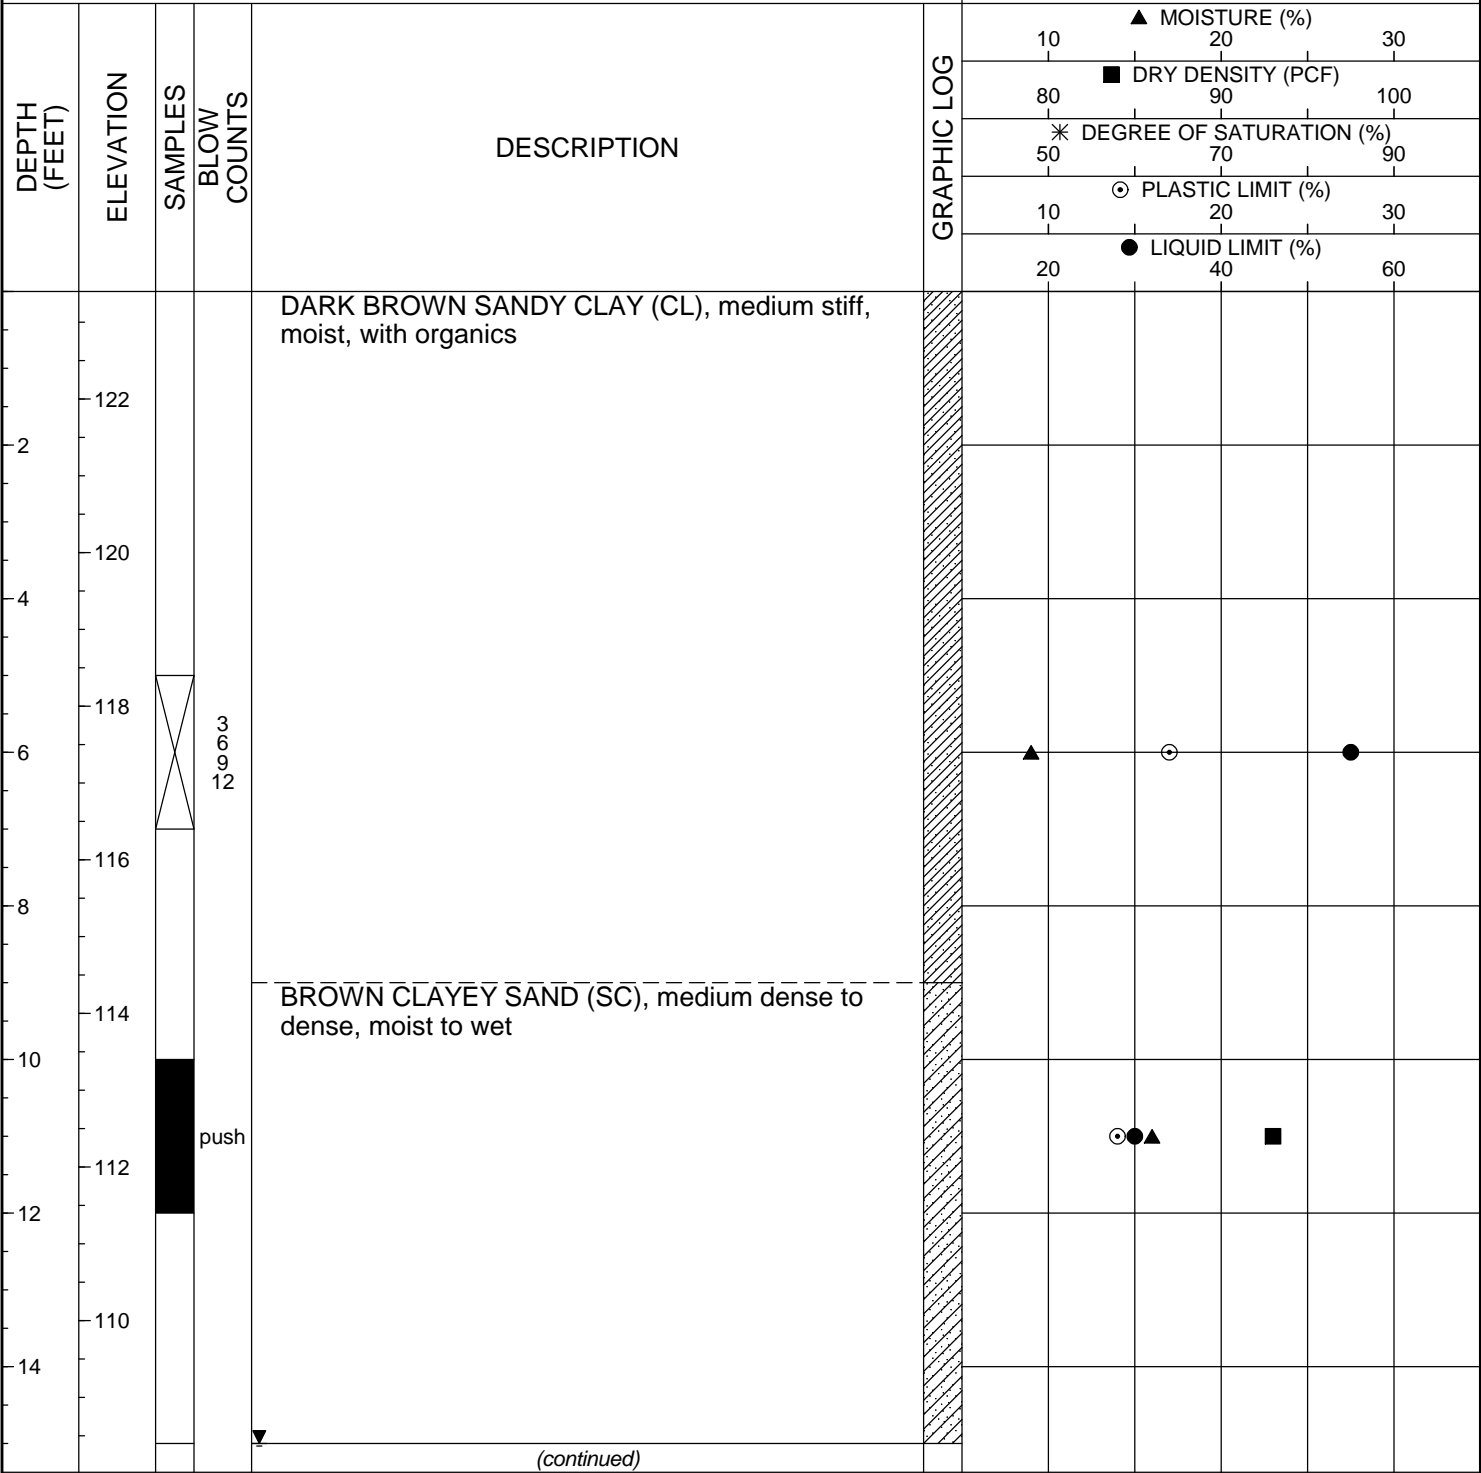 DEPTH
(FEET)
ELEVATION
SAMPLES
BLOW
COUNTS
DESCRIPTION
GRAPHIC LOG
▲ MOISTURE (%)
10 20 30
■ DRY DENSITY (PCF)
80 90 100
✳ DEGREE OF SATURATION (%)
50 70 90
⊙ PLASTIC LIMIT (%)
10 20 30
● LIQUID LIMIT (%)
20 40 60
DARK BROWN SANDY CLAY (CL), medium stiff,
moist, with organics
122
2
120
4
118
3
6
6
9
12
116
8
BROWN CLAYEY SAND (SC), medium dense to
dense, moist to wet
114
10
push
112
12
110
14
(continued)